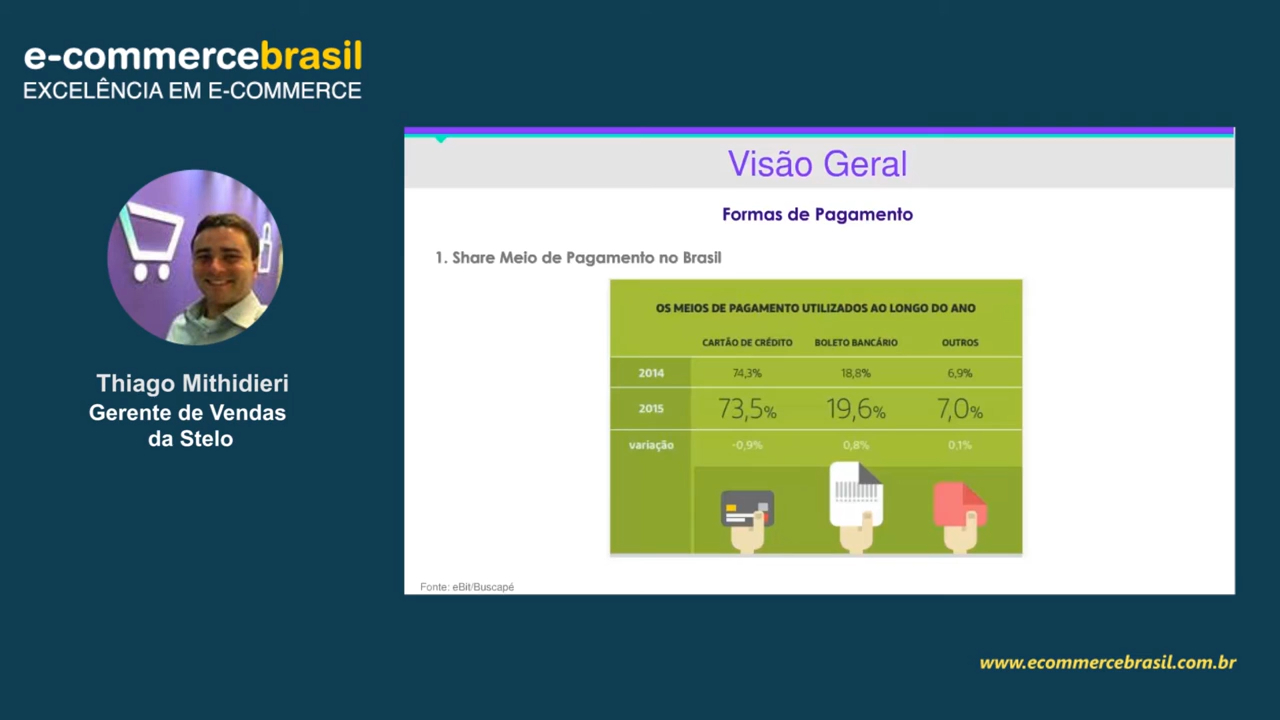 e-commercebrasil
EXCELÊNCIA EM E-COMMERCE
Thiago Mithidieri
Gerente de Vendas
da Stelo
Visão Geral
Formas de Pagamento
1. Share Meio de Pagamento no Brasil
OS MEIOS DE PAGAMENTO UTILIZADOS AO LONGO DO ANO
CARTÃO DE CRÉDITO BOLETO BANCÁRIO OUTROS
2014 74,3% 18,8% 6,9%
2015 73,5% 19,6% 7,0%
variação -0,9% 0,8% 0,1%
Fonte: eBit/Buscapé
www.ecommercebrasil.com.br